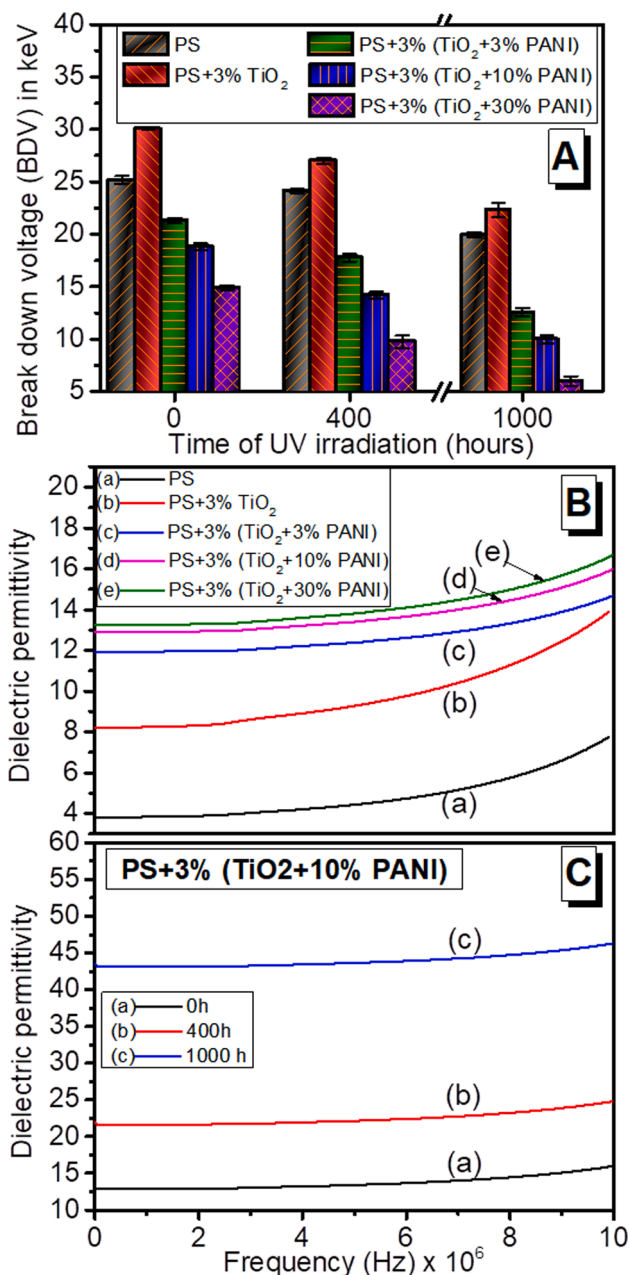 A
PS
PS+3% TiO₂
PS+3% (TiO₂+3% PANI)
PS+3% (TiO₂+10% PANI)
PS+3% (TiO₂+30% PANI)
Break down voltage (BDV) in keV
40
35
30
25
20
15
10
5
0
400
1000
Time of UV irradiation (hours)
B
(a) PS
(b) PS+3% TiO₂
(c) PS+3% (TiO₂+3% PANI)
(d) PS+3% (TiO₂+10% PANI)
(e) PS+3% (TiO₂+30% PANI)
Dielectric permittivity
20
18
16
14
12
10
8
6
4
(e)
(d)
(c)
(b)
(a)
C
PS+3% (TiO2+10% PANI)
Dielectric permittivity
60
55
50
45
40
35
30
25
20
15
10
(c)
(a) 0h
(b) 400h
(c) 1000 h
(b)
(a)
0
2
4
6
8
10
Frequency (Hz) x 10⁶